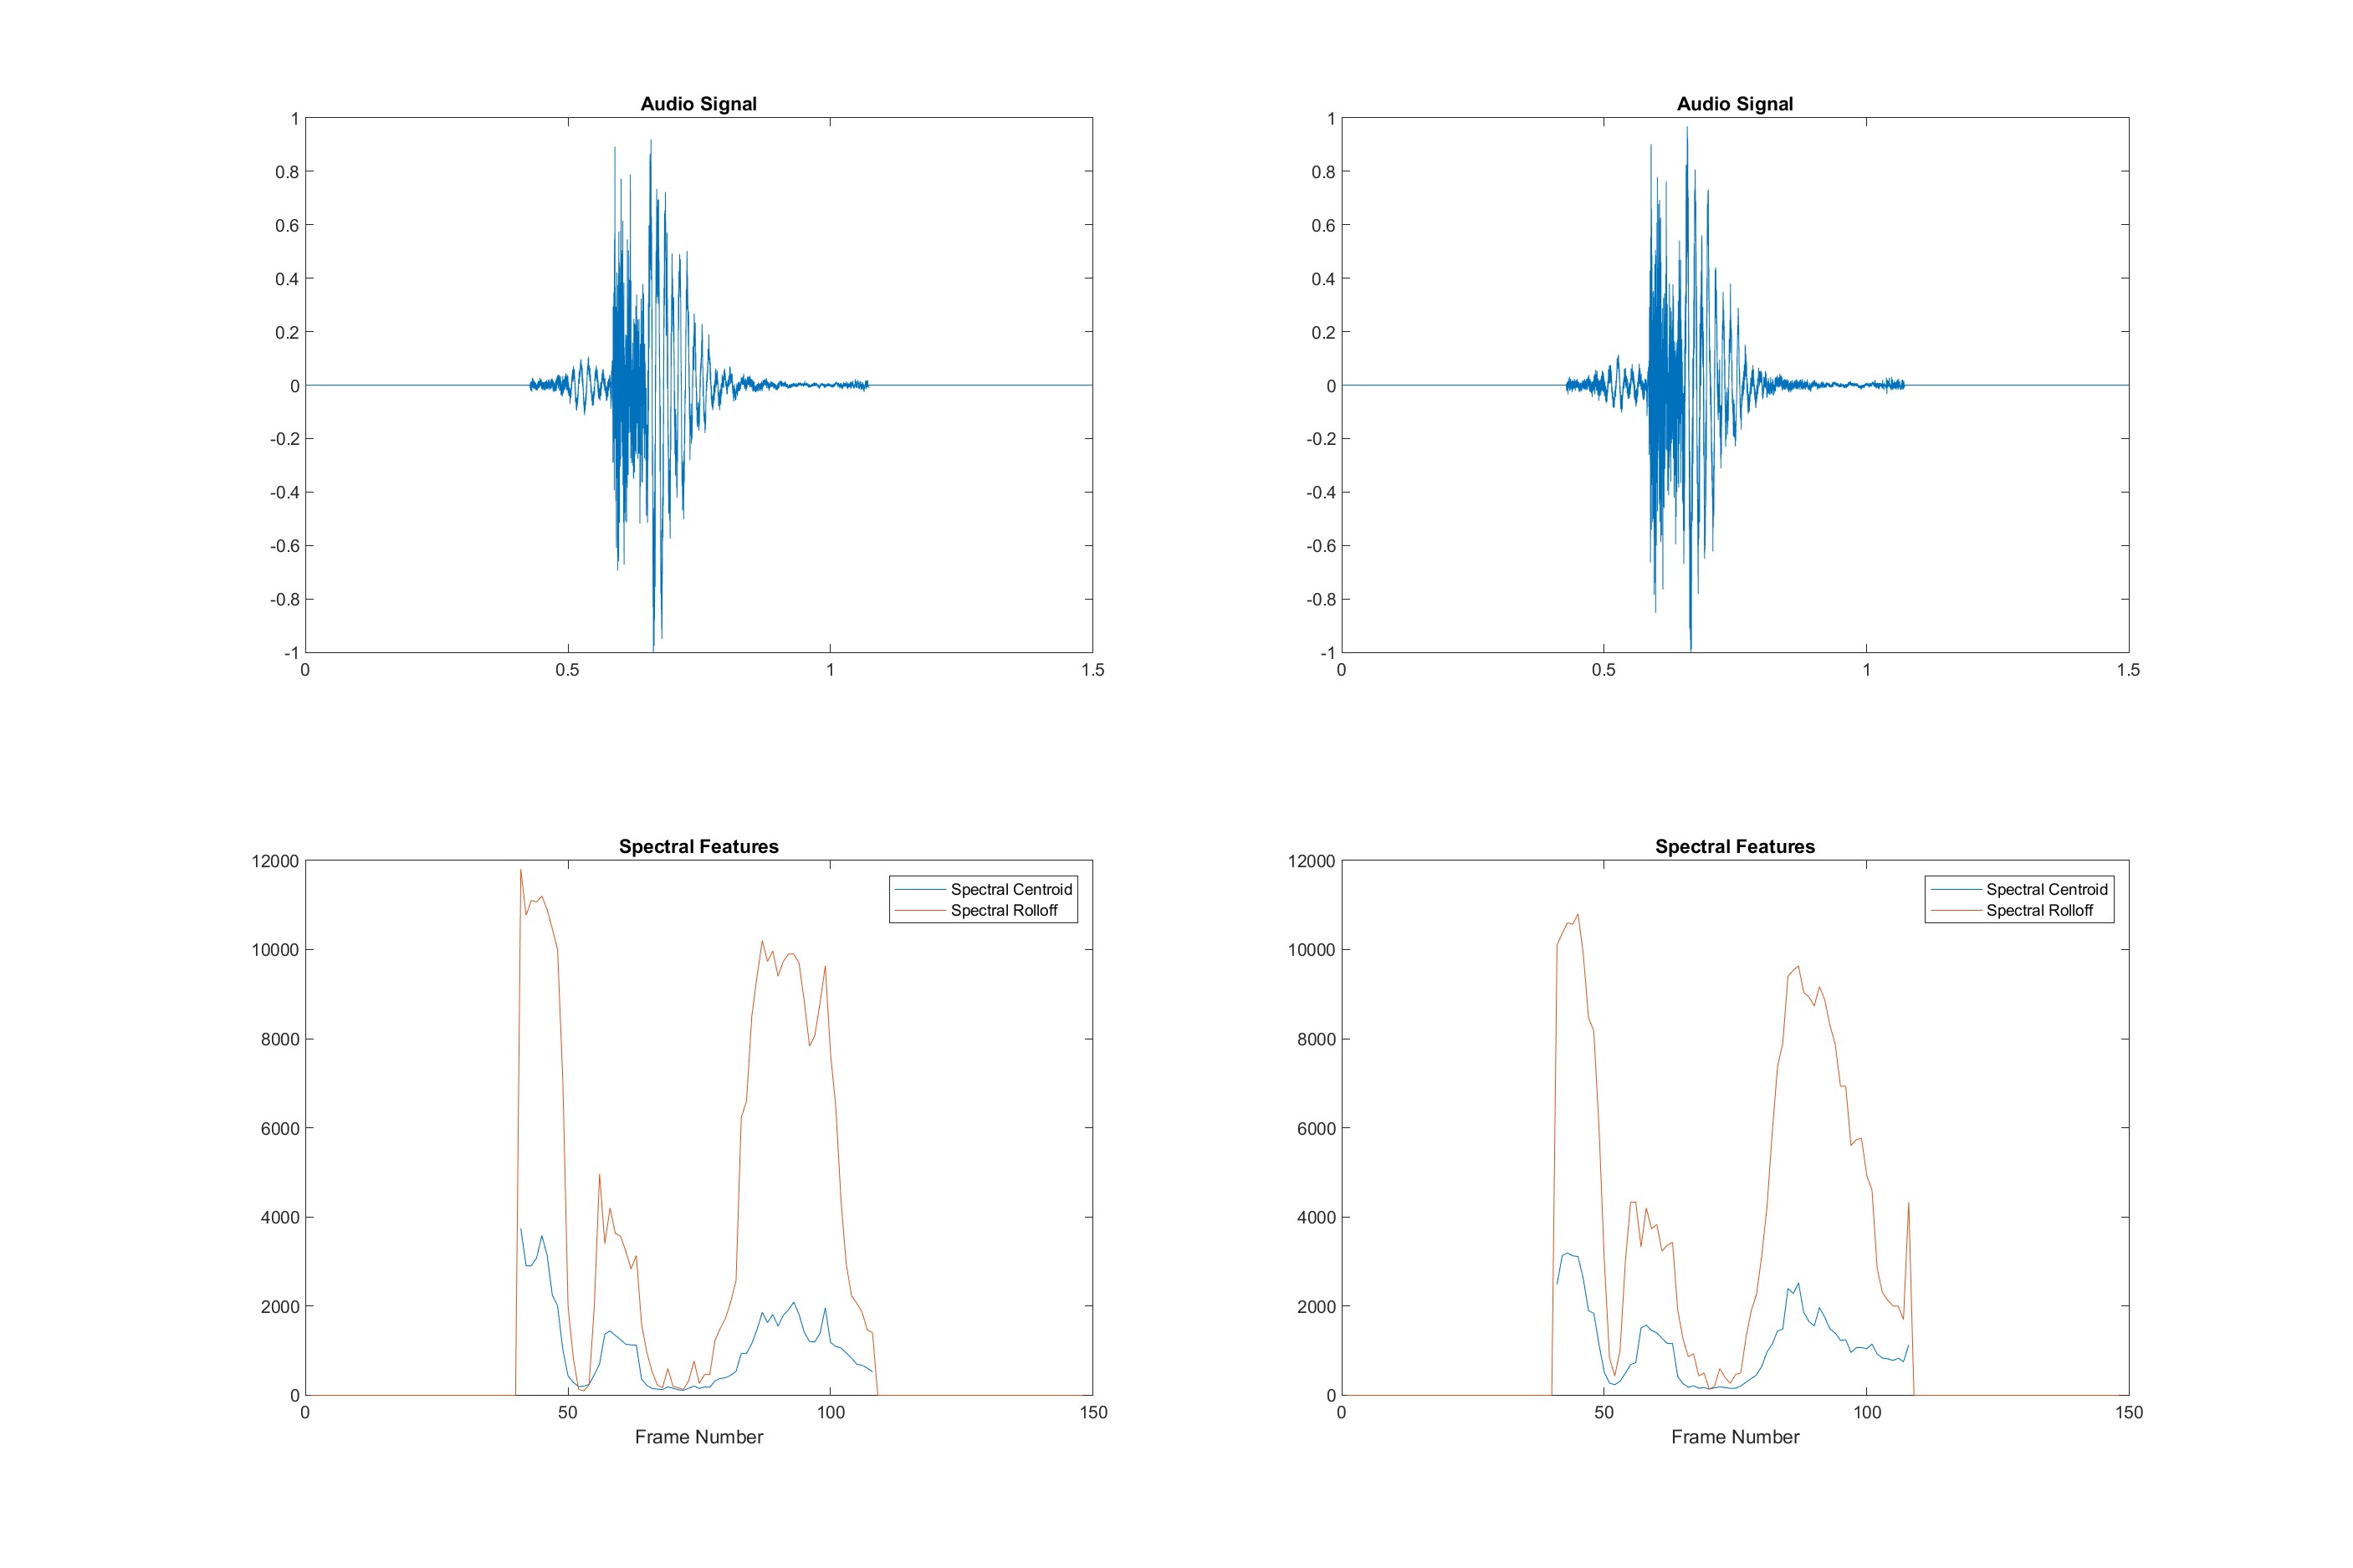 Audio Signal
1
0.8
0.6
0.4
0.2
0
-0.2
-0.4
-0.6
-0.8
-1
0 0.5 1 1.5
Audio Signal
1
0.8
0.6
0.4
0.2
0
-0.2
-0.4
-0.6
-0.8
-1
0 0.5 1 1.5
Spectral Features
12000
10000
8000
6000
4000
2000
0
Spectral Centroid
Spectral Rolloff
0 50 100 150
Frame Number
Spectral Features
12000
10000
8000
6000
4000
2000
0
Spectral Centroid
Spectral Rolloff
0 50 100 150
Frame Number